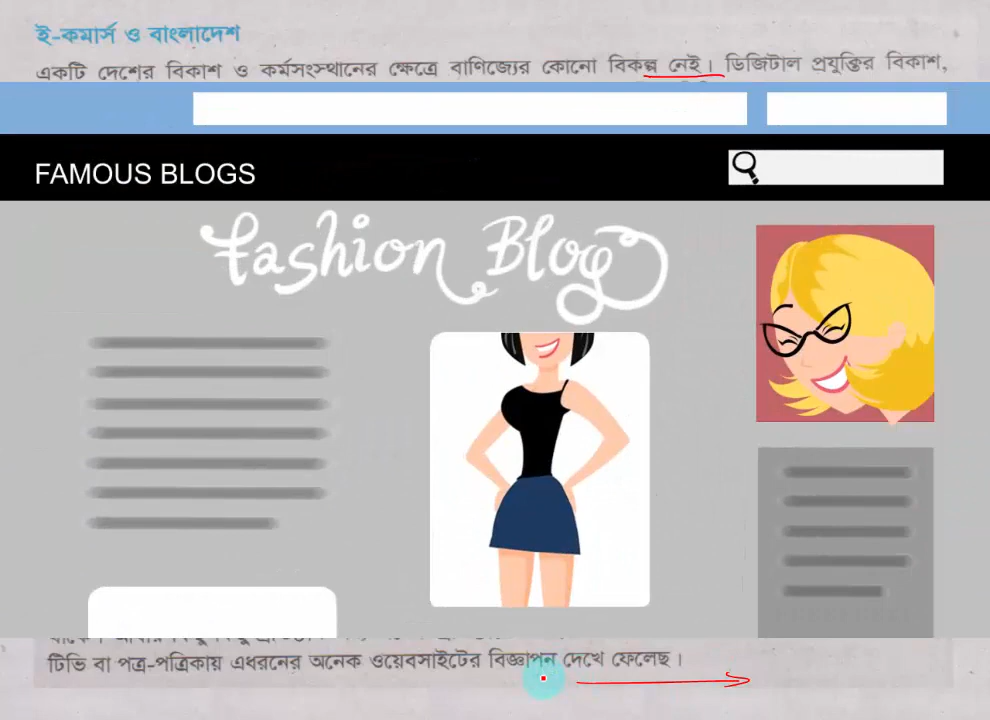 ই-কমার্স ও বাংলাদেশ
একটি দেশের বিকাশ ও কর্মসংস্থানের ক্ষেত্রে বাণিজ্যের কোনো বিকল্প নেই। ডিজিটাল প্রযুক্তির বিকাশ,
FAMOUS BLOGS
Fashion Blog
টিভি বা পত্র-পত্রিকায় এধরনের অনেক ওয়েবসাইটের বিজ্ঞাপন দেখে ফেলেছ।